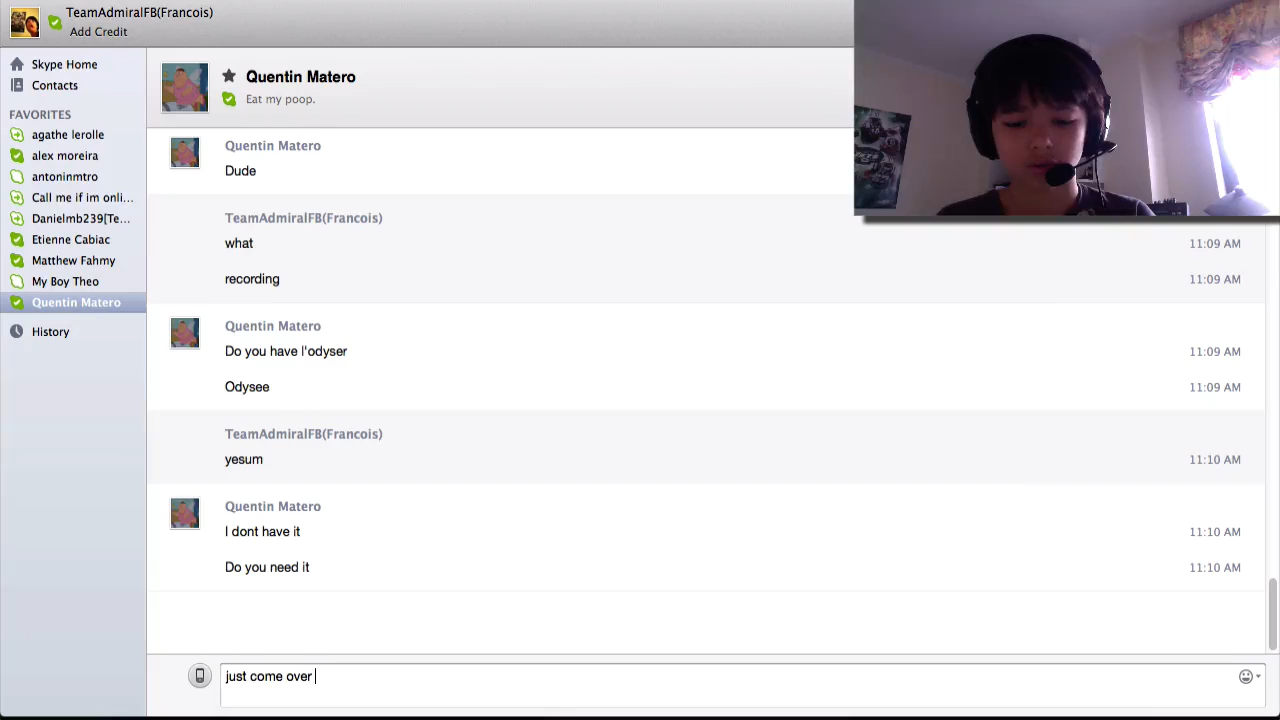 TeamAdmiralFB(Francois)
Add Credit
Skype Home
Contacts
FAVORITES
agathe lerolle
alex moreira
antoninmtro
Call me if im onli...
Danielmb239[Te...
Etienne Cabiac
Matthew Fahmy
My Boy Theo
Quentin Matero
History
Quentin Matero
Eat my poop.
Quentin Matero
Dude
TeamAdmiralFB(Francois)
what 11:09 AM
recording 11:09 AM
Quentin Matero
Do you have l'odyser 11:09 AM
Odysee 11:09 AM
TeamAdmiralFB(Francois)
yesum 11:10 AM
Quentin Matero
I dont have it 11:10 AM
Do you need it 11:10 AM
just come over